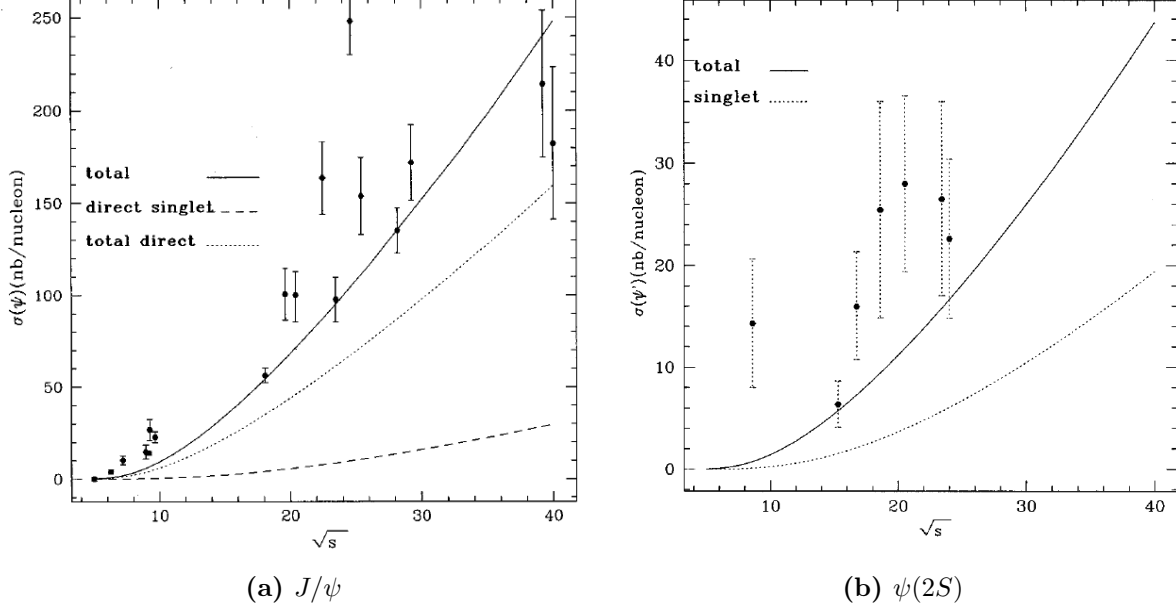 250
200
150
100
50
0
σ(ψ)(nb/nucleon)
total
direct singlet
total direct
10
20
30
40
√s
(a) J/ψ
40
30
20
10
0
σ(ψ')(nb/nucleon)
total
singlet
10
20
30
40
√s
(b) ψ(2S)